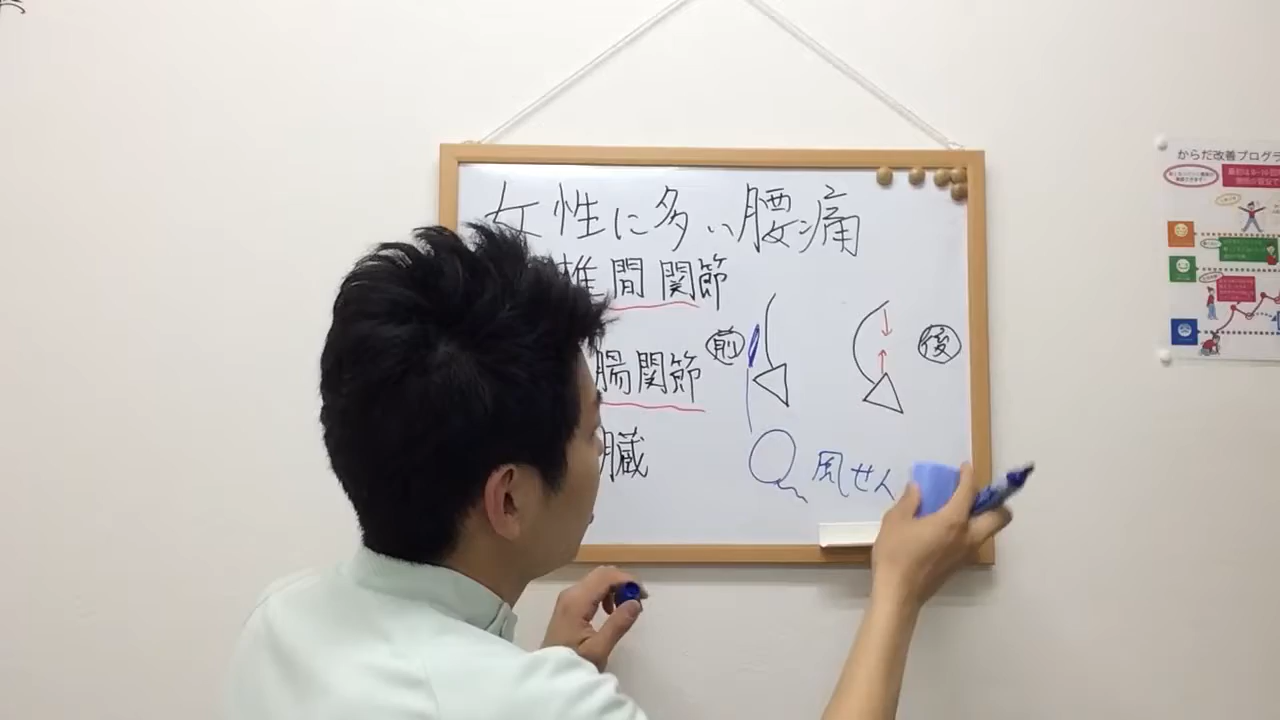 女性に多い腰痛
椎間関節
腸関節
臓
前
後
風せん
からだ改善プログラ